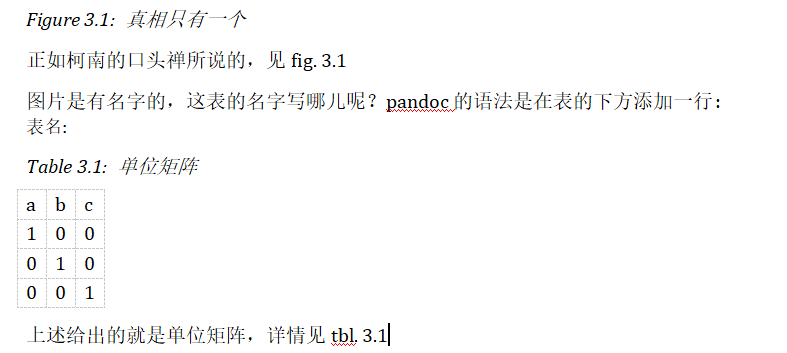 Figure 3.1: 真相只有一个
正如柯南的口头禅所说的，见 fig. 3.1
图片是有名字的，这表的名字写哪儿呢？pandoc 的语法是在表的下方添加一行：
表名:
Table 3.1: 单位矩阵
a b c
1 0 0
0 1 0
0 0 1
上述给出的就是单位矩阵，详情见 tbl. 3.1